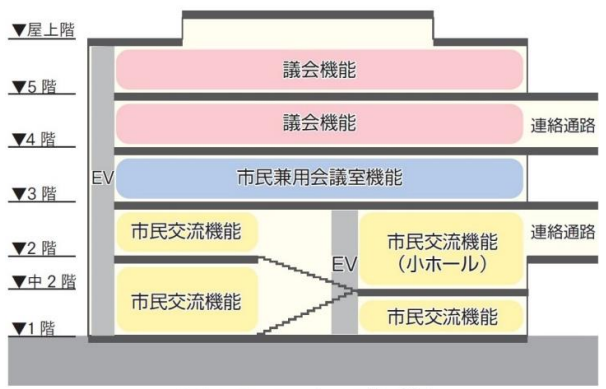 ▼屋上階
議会機能
▼5 階
議会機能
連絡通路
▼4 階
EV
市民兼用会議室機能
▼3 階
市民交流機能
市民交流機能
(小ホール)
連絡通路
▼2 階
EV
▼中 2 階
市民交流機能
市民交流機能
▼1 階